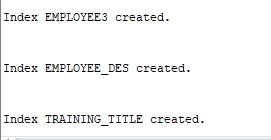 Index EMPLOYEE3 created.
Index EMPLOYEE_DES created.
Index TRAINING_TITLE created.